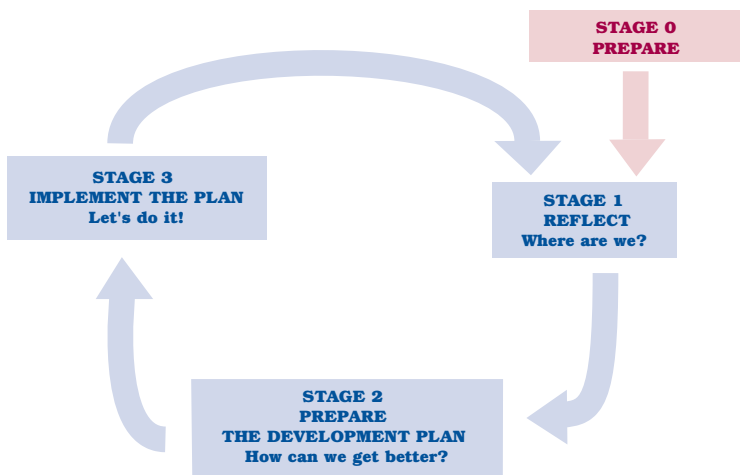 STAGE 0
PREPARE
STAGE 3
IMPLEMENT THE PLAN
Let's do it!
STAGE 1
REFLECT
Where are we?
STAGE 2
PREPARE
THE DEVELOPMENT PLAN
How can we get better?